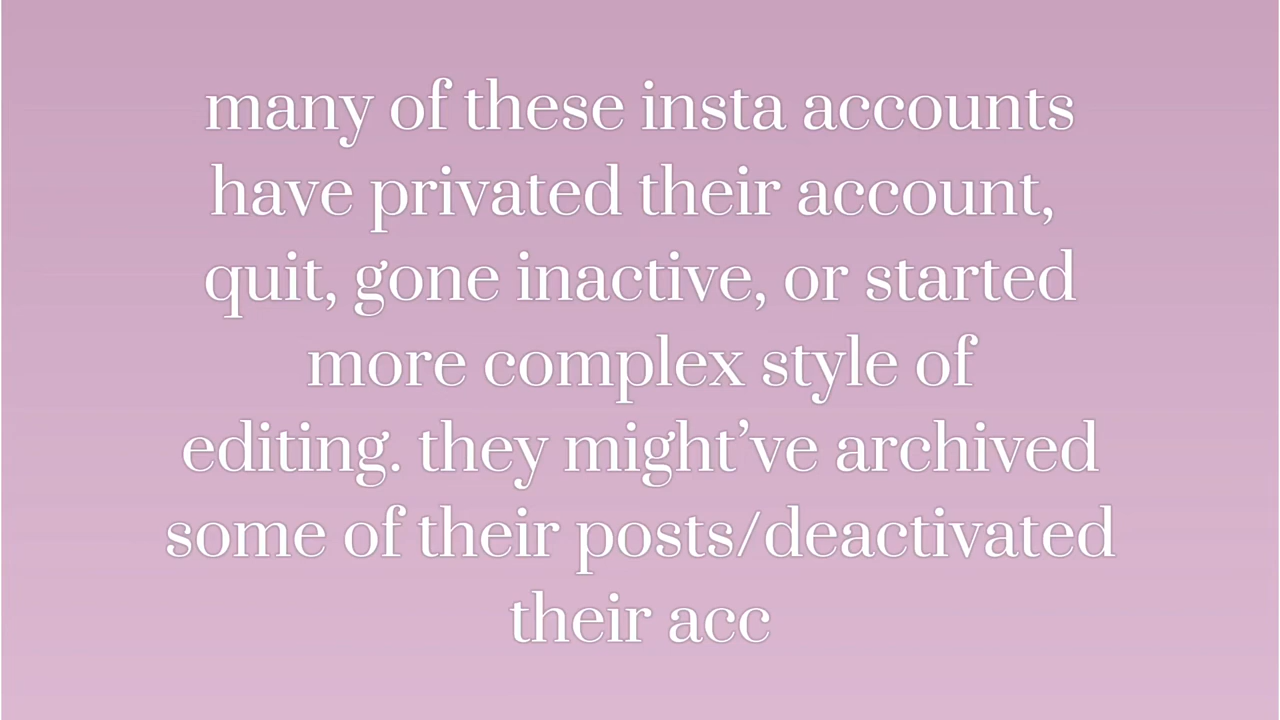 many of these insta accounts
have privated their account,
quit, gone inactive, or started
more complex style of
editing. they might’ve archived
some of their posts/deactivated
their acc